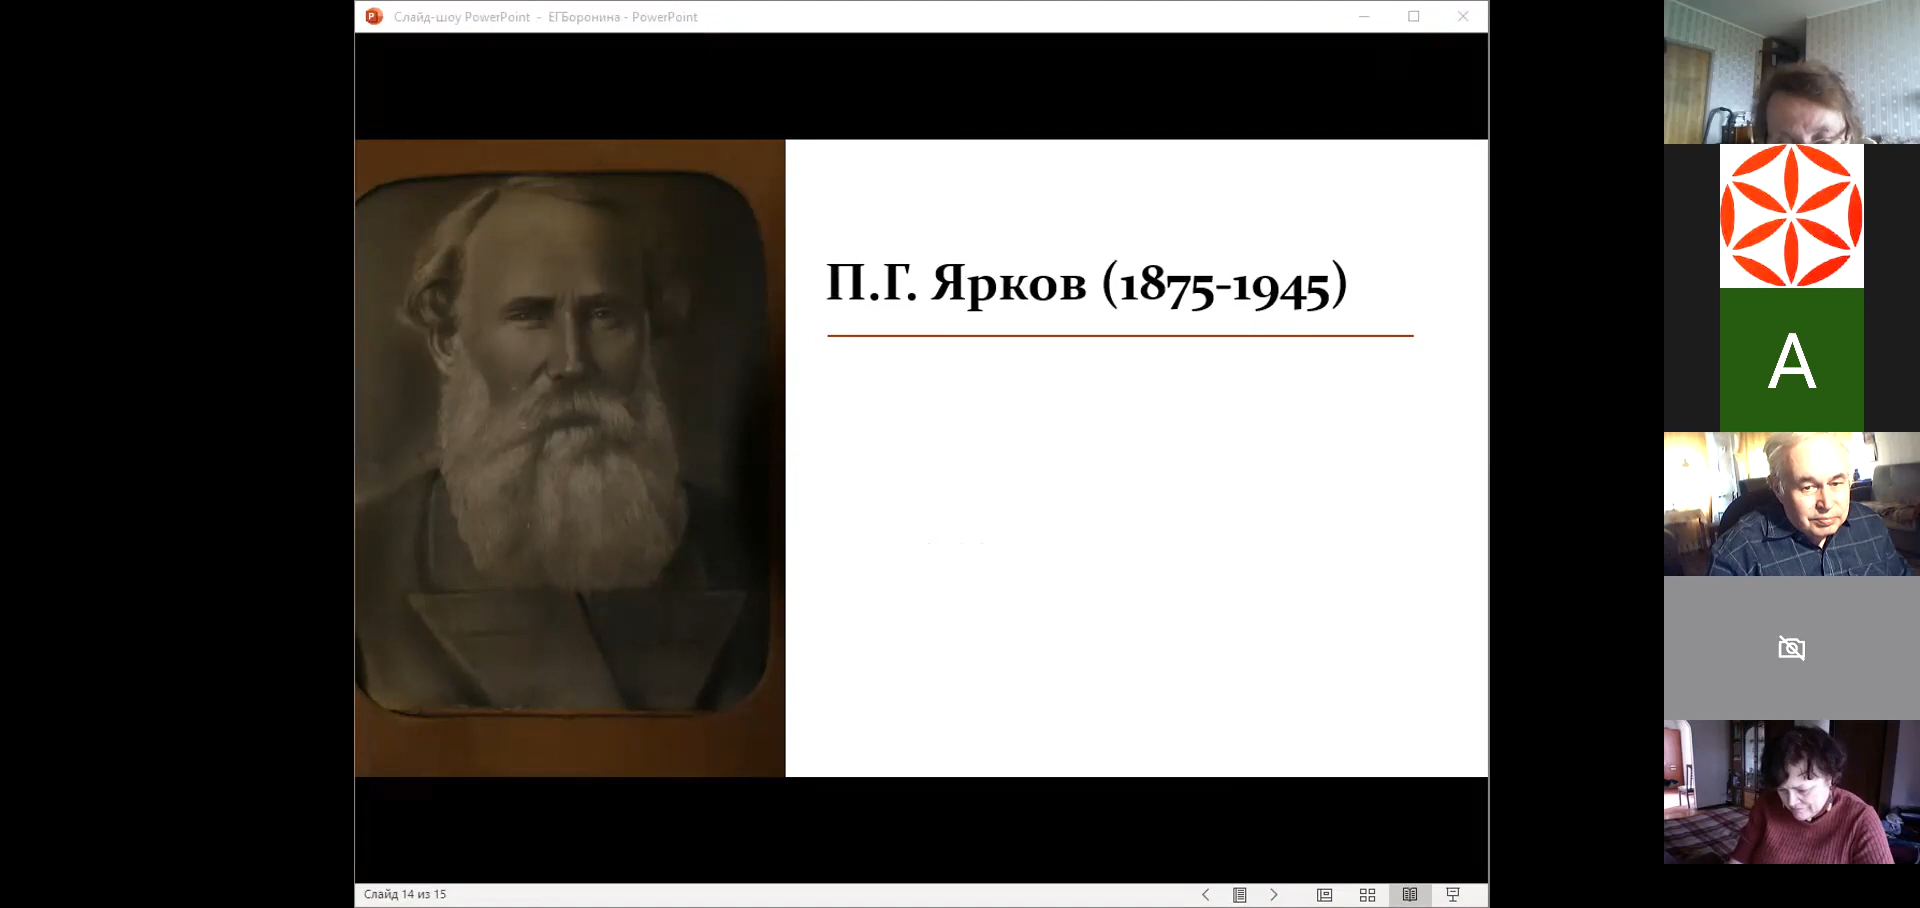 Слайд-шоу PowerPoint - ЕГБоронина - PowerPoint
П.Г. Ярков (1875-1945)
A
Слайд 14 из 15